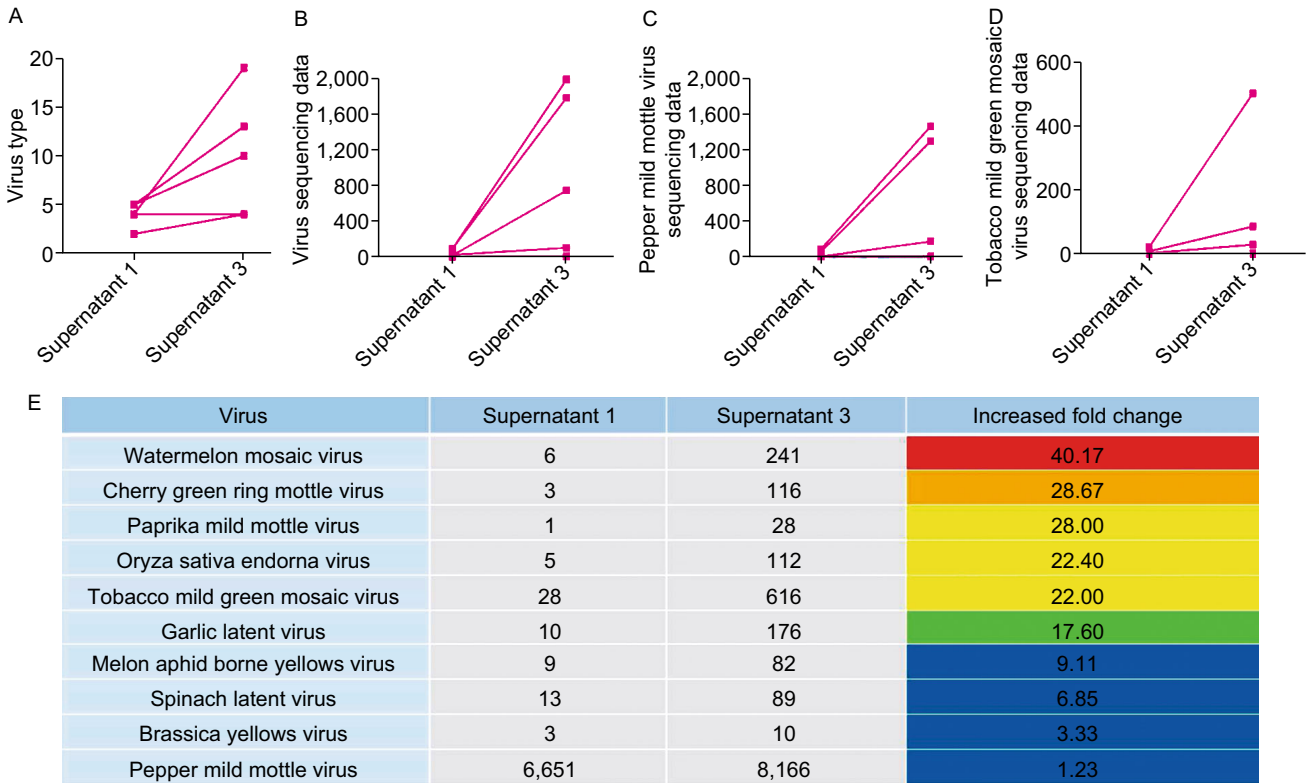 A
Virus type
20
15
10
5
0
Supernatant 1
Supernatant 3
B
Virus sequencing data
2,000
1,600
1,200
800
400
0
Supernatant 1
Supernatant 3
C
Pepper mild mottle virus
sequencing data
2,000
1,600
1,200
800
400
0
Supernatant 1
Supernatant 3
D
Tobacco mild green mosaic
virus sequencing data
600
400
200
0
Supernatant 1
Supernatant 3
E
Virus Supernatant 1 Supernatant 3 Increased fold change
Watermelon mosaic virus 6 241 40.17
Cherry green ring mottle virus 3 116 28.67
Paprika mild mottle virus 1 28 28.00
Oryza sativa endorna virus 5 112 22.40
Tobacco mild green mosaic virus 28 616 22.00
Garlic latent virus 10 176 17.60
Melon aphid borne yellows virus 9 82 9.11
Spinach latent virus 13 89 6.85
Brassica yellows virus 3 10 3.33
Pepper mild mottle virus 6,651 8,166 1.23